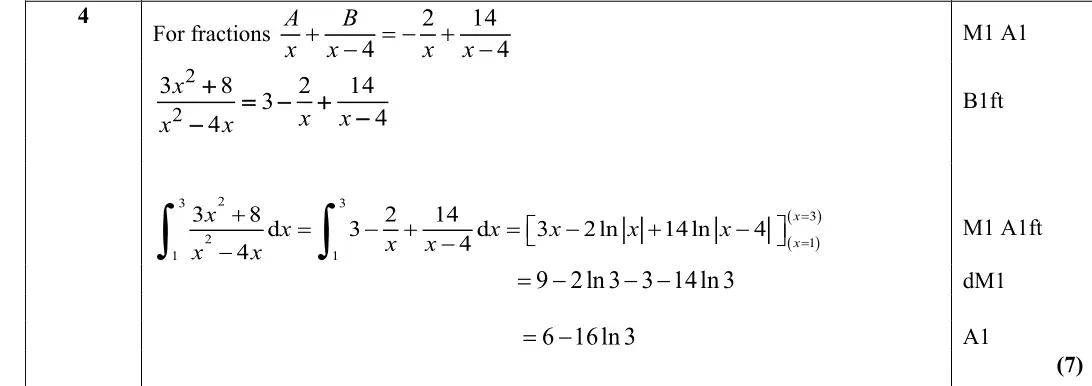 4
For fractions A/x + B/(x − 4) = −2/x + 14/(x − 4) M1 A1
(3x² + 8)/(x² − 4x) = 3 − 2/x + 14/(x − 4) B1ft
∫₁³ (3x² + 8)/(x² − 4x) dx = ∫₁³ 3 − 2/x + 14/(x − 4) dx = [3x − 2 ln |x| + 14 ln |x − 4|]₍ₓ₌₁₎⁽ˣ⁼³⁾ M1 A1ft
= 9 − 2 ln 3 − 3 − 14 ln 3 dM1
= 6 − 16 ln 3 A1
(7)